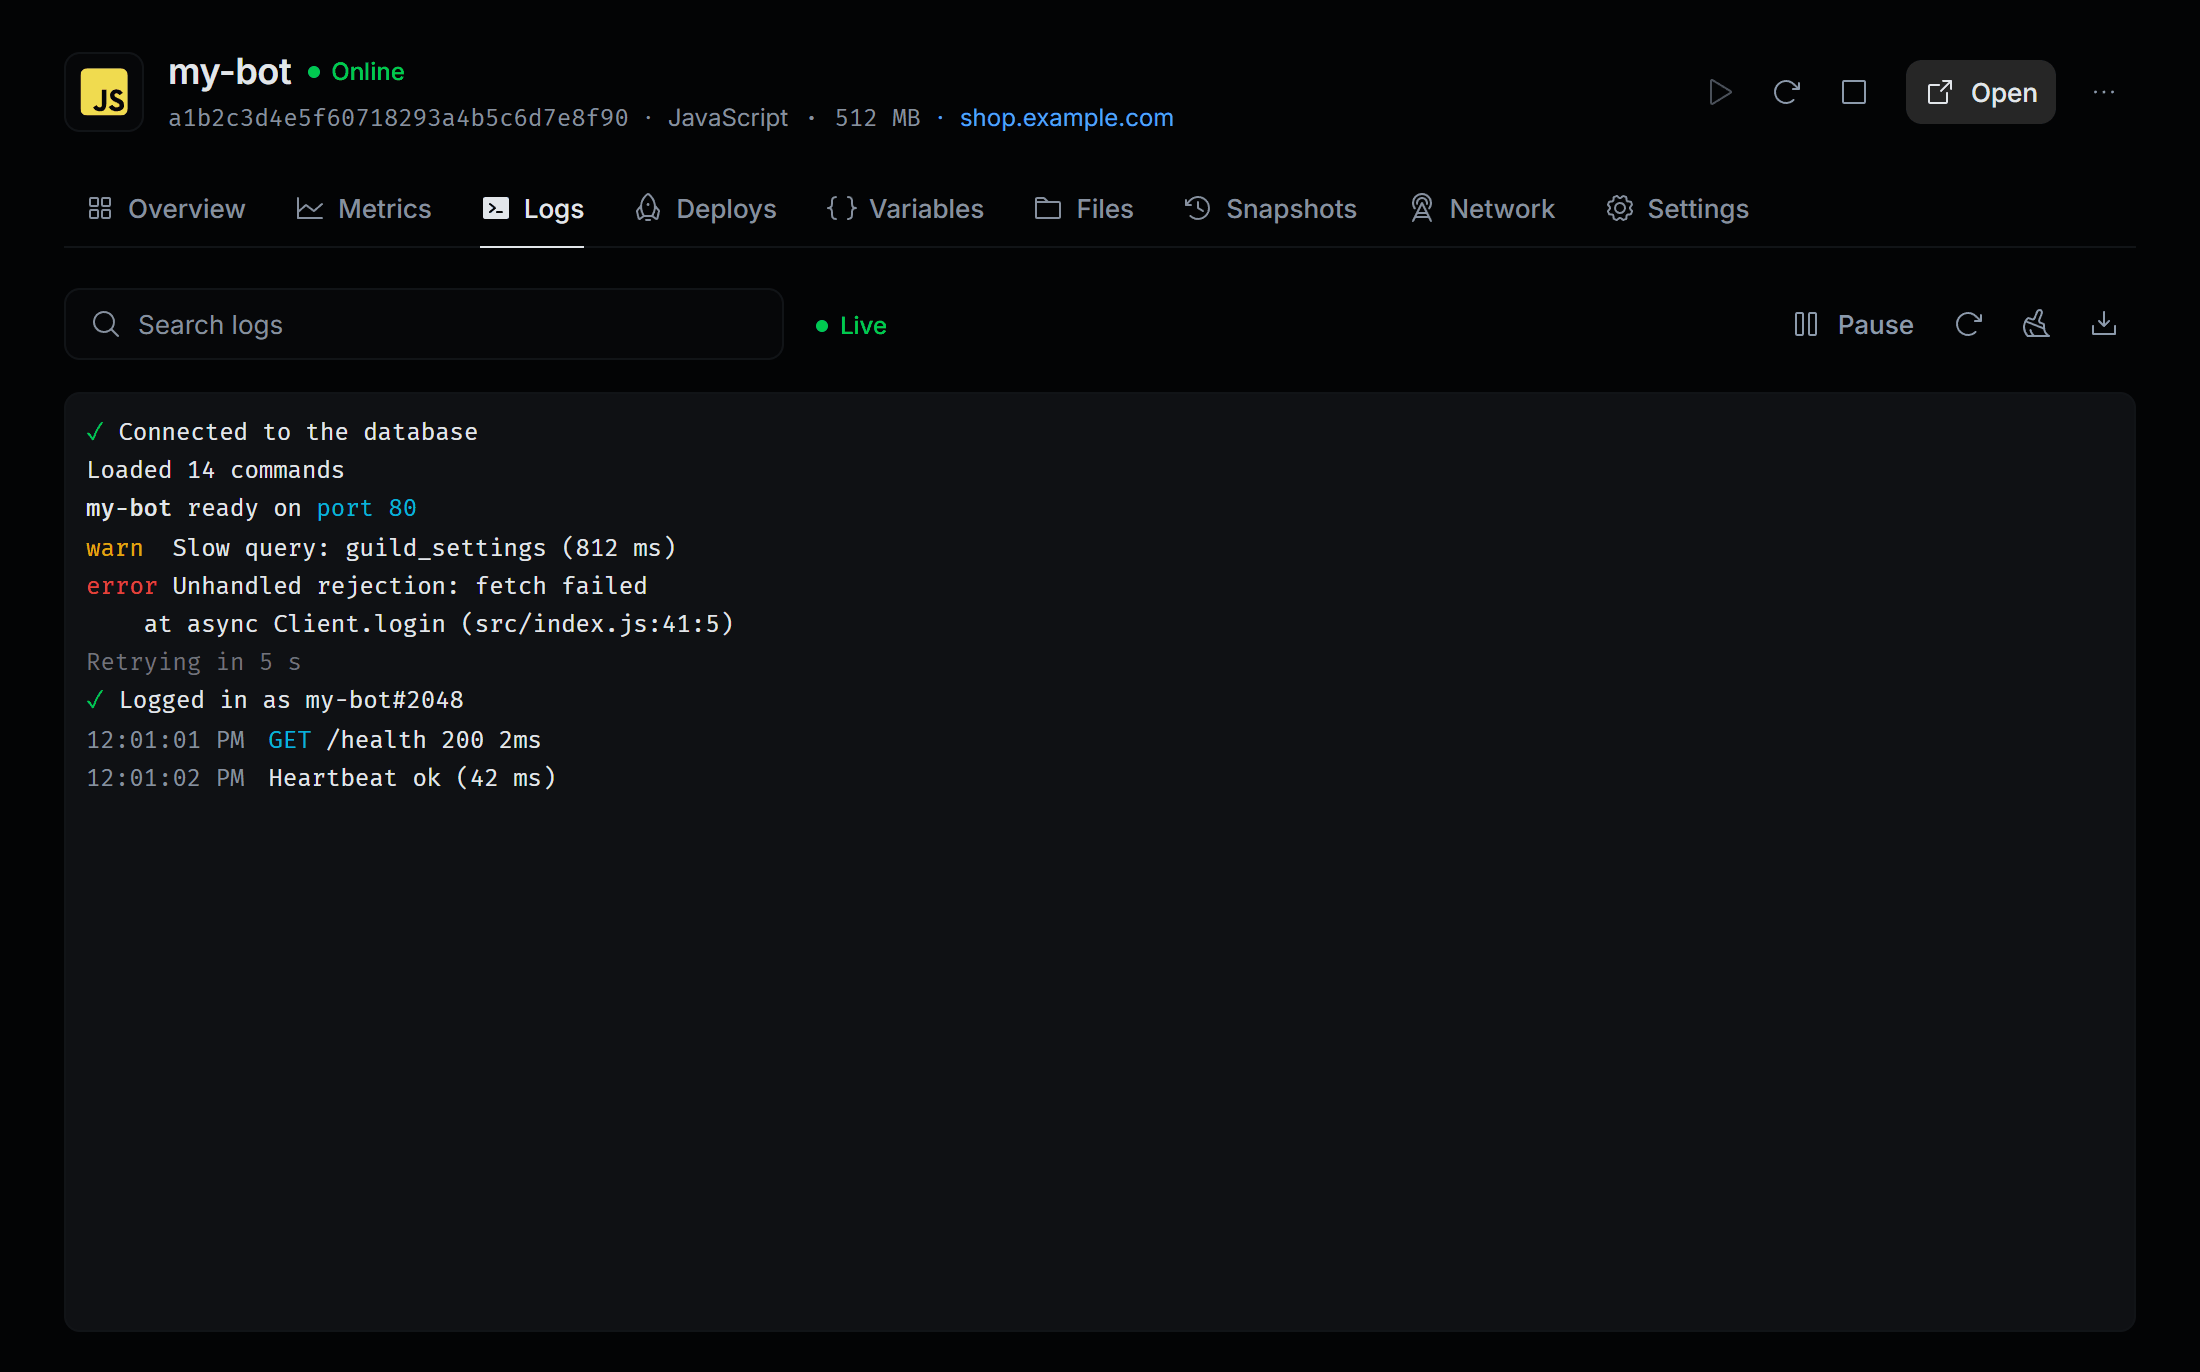 JS
my-bot Online
a1b2c3d4e5f60718293a4b5c6d7e8f90 · JavaScript · 512 MB · shop.example.com
Open
Overview Metrics Logs Deploys Variables Files Snapshots Network Settings
Search logs
Live
Pause
✓ Connected to the database
Loaded 14 commands
my-bot ready on port 80
warn  Slow query: guild_settings (812 ms)
error Unhandled rejection: fetch failed
    at async Client.login (src/index.js:41:5)
Retrying in 5 s
✓ Logged in as my-bot#2048
12:01:01 PM GET /health 200 2ms
12:01:02 PM Heartbeat ok (42 ms)